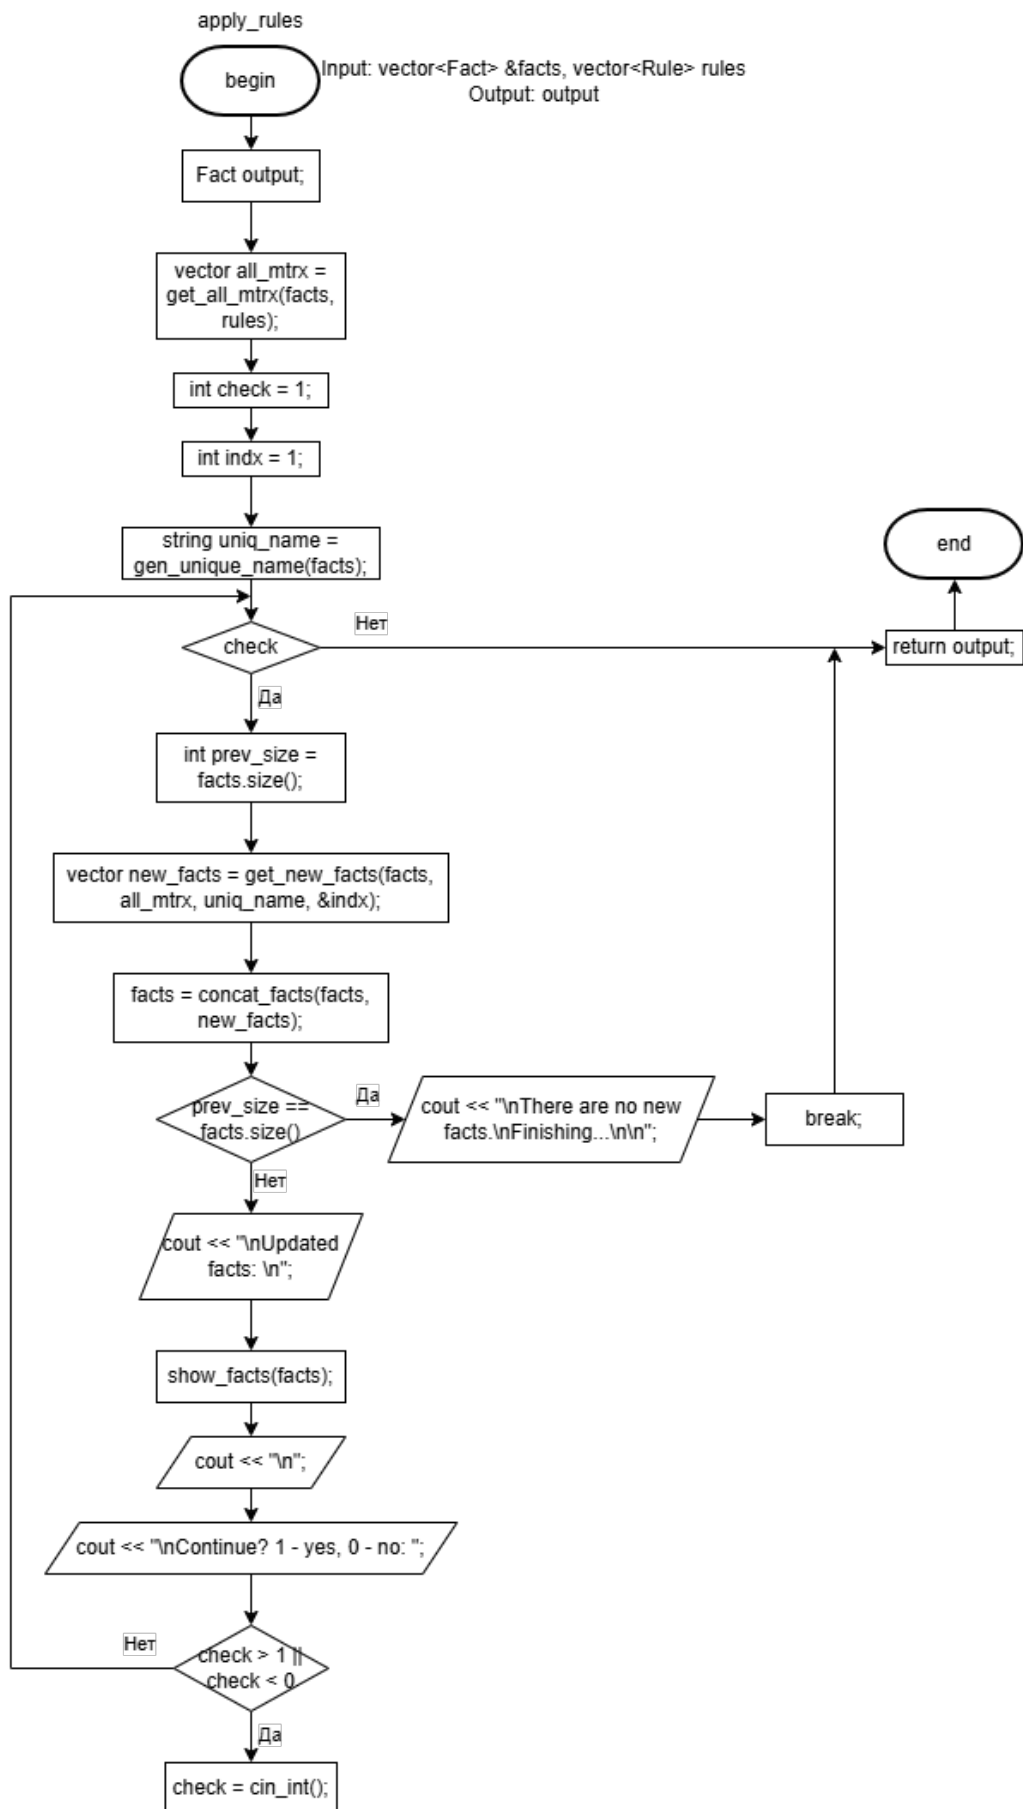 apply_rules
begin
Input: vector<Fact> &facts, vector<Rule> rules
Output: output
Fact output;
vector all_mtrx =
get_all_mtrx(facts,
rules);
int check = 1;
int indx = 1;
string uniq_name =
gen_unique_name(facts);
end
Нет
check
return output;
Да
int prev_size =
facts.size();
vector new_facts = get_new_facts(facts,
all_mtrx, uniq_name, &indx);
facts = concat_facts(facts,
new_facts);
prev_size ==
facts.size()
Да
cout << "\nThere are no new
facts.\nFinishing...\n\n";
break;
Нет
cout << "\nUpdated
facts: \n";
show_facts(facts);
cout << "\n";
cout << "\nContinue? 1 - yes, 0 - no: ";
Нет
check > 1 ||
check < 0
Да
check = cin_int();